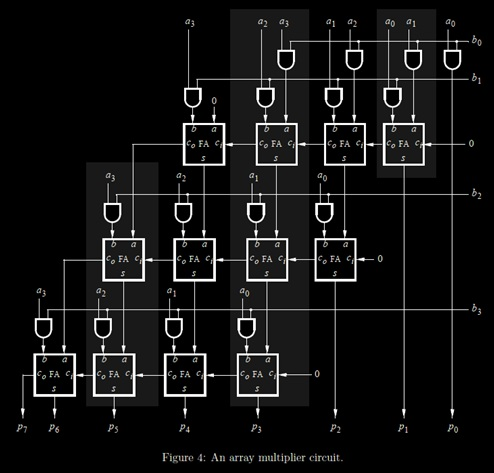 a3 a2 a3 a1 a2 a0 a1 a0
b0
b1
0
b a b a b a b a
co FA ci co FA ci co FA ci co FA ci 0
s s s s
a3 a2 a1 a0
b2
b a b a b a b a
co FA ci co FA ci co FA ci co FA ci 0
s s s s
a3 a2 a1 a0
b3
b a b a b a b a
co FA ci co FA ci co FA ci co FA ci 0
s s s s
p7 p6 p5 p4 p3 p2 p1 p0
Figure 4: An array multiplier circuit.